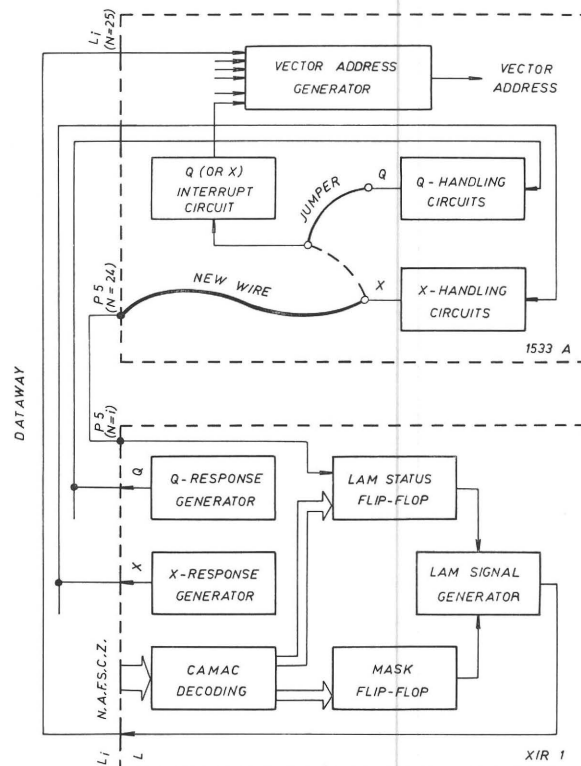 Li
(N=25)
VECTOR ADDRESS
GENERATOR
VECTOR
ADDRESS
Q (OR X)
INTERRUPT
CIRCUIT
JUMPER
Q
Q-HANDLING
CIRCUITS
NEW WIRE
X
X-HANDLING
CIRCUITS
P5
(N=24)
1533 A
DATAWAY
P5
(N=i)
Q
Q-RESPONSE
GENERATOR
LAM STATUS
FLIP-FLOP
X
X-RESPONSE
GENERATOR
LAM SIGNAL
GENERATOR
N.A.F.S.C.Z.
CAMAC
DECODING
MASK
FLIP-FLOP
Li
L
XIR 1